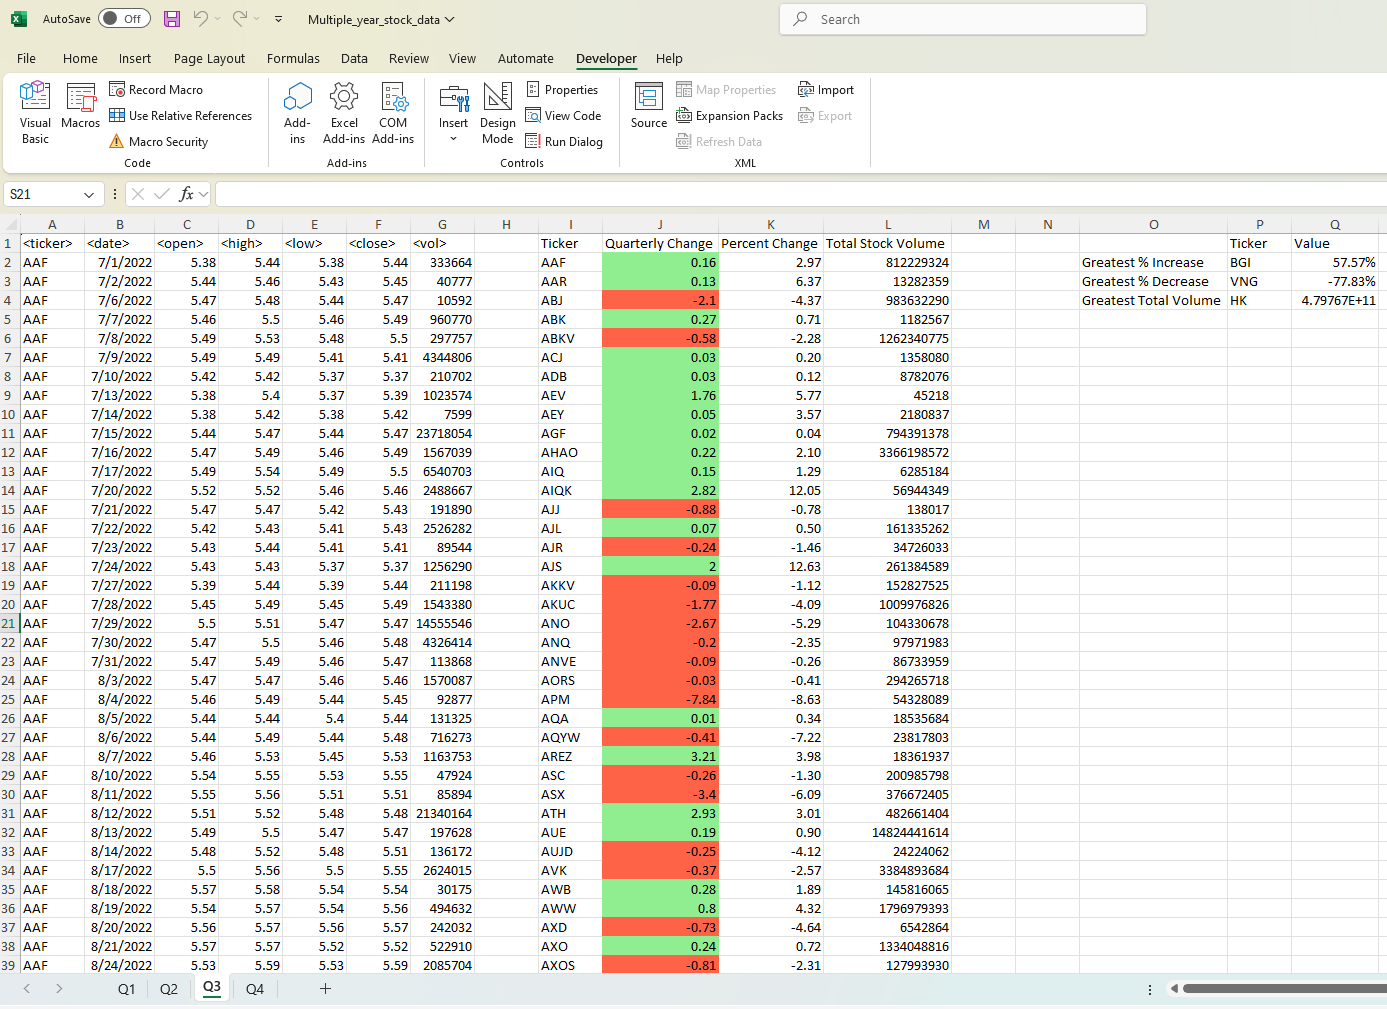 AutoSave Off Multiple_year_stock_data Search
File Home Insert Page Layout Formulas Data Review View Automate Developer Help
Visual Basic Macros Record Macro Use Relative References Macro Security Code
Add-ins Excel Add-ins COM Add-ins Add-ins
Insert Design Mode Properties View Code Run Dialog Controls
Source Map Properties Expansion Packs Refresh Data Import Export XML
S21 fx
A B C D E F G H I J K L M N O P Q
1 <ticker> <date> <open> <high> <low> <close> <vol> Ticker Quarterly Change Percent Change Total Stock Volume Ticker Value
2 AAF 7/1/2022 5.38 5.44 5.38 5.44 333664 AAF 0.16 2.97 812229324 Greatest % Increase BGI 57.57%
3 AAF 7/2/2022 5.44 5.46 5.43 5.45 40777 AAR 0.13 6.37 13282359 Greatest % Decrease VNG -77.83%
4 AAF 7/6/2022 5.47 5.48 5.44 5.47 10592 ABJ -2.1 -4.37 983632290 Greatest Total Volume HK 4.79767E+11
5 AAF 7/7/2022 5.46 5.5 5.46 5.49 960770 ABK 0.27 0.71 1182567
6 AAF 7/8/2022 5.49 5.53 5.48 5.5 297757 ABKV -0.58 -2.28 1262340775
7 AAF 7/9/2022 5.49 5.49 5.41 5.41 4344806 ACJ 0.03 0.20 1358080
8 AAF 7/10/2022 5.42 5.42 5.37 5.37 210702 ADB 0.03 0.12 8782076
9 AAF 7/13/2022 5.38 5.4 5.37 5.39 1023574 AEV 1.76 5.77 45218
10 AAF 7/14/2022 5.38 5.42 5.38 5.42 7599 AEY 0.05 3.57 2180837
11 AAF 7/15/2022 5.44 5.47 5.44 5.47 23718054 AGF 0.02 0.04 794391378
12 AAF 7/16/2022 5.47 5.49 5.46 5.49 1567039 AHAO 0.22 2.10 3366198572
13 AAF 7/17/2022 5.49 5.54 5.49 5.5 6540703 AIQ 0.15 1.29 6285184
14 AAF 7/20/2022 5.52 5.52 5.46 5.46 2488667 AIQK 2.82 12.05 56944349
15 AAF 7/21/2022 5.47 5.47 5.42 5.43 191890 AJJ -0.88 -0.78 138017
16 AAF 7/22/2022 5.42 5.43 5.41 5.43 2526282 AJL 0.07 0.50 161335262
17 AAF 7/23/2022 5.43 5.44 5.41 5.41 89544 AJR -0.24 -1.46 34726033
18 AAF 7/24/2022 5.43 5.43 5.37 5.37 1256290 AJS 2 12.63 261384589
19 AAF 7/27/2022 5.39 5.44 5.39 5.44 211198 AKKV -0.09 -1.12 152827525
20 AAF 7/28/2022 5.45 5.49 5.45 5.49 1543380 AKUC -1.77 -4.09 1009976826
21 AAF 7/29/2022 5.5 5.51 5.47 5.47 14555546 ANO -2.67 -5.29 104330678
22 AAF 7/30/2022 5.47 5.5 5.46 5.48 4326414 ANQ -0.2 -2.35 97971983
23 AAF 7/31/2022 5.47 5.49 5.46 5.47 113868 ANVE -0.09 -0.26 86733959
24 AAF 8/3/2022 5.47 5.47 5.46 5.46 1570087 AORS -0.03 -0.41 294265718
25 AAF 8/4/2022 5.46 5.49 5.44 5.45 92877 APM -7.84 -8.63 54328089
26 AAF 8/5/2022 5.44 5.44 5.4 5.44 131325 AQA 0.01 0.34 18535684
27 AAF 8/6/2022 5.44 5.49 5.44 5.48 716273 AQYW -0.41 -7.22 23817803
28 AAF 8/7/2022 5.46 5.53 5.45 5.53 1163753 AREZ 3.21 3.98 18361937
29 AAF 8/10/2022 5.54 5.55 5.53 5.55 47924 ASC -0.26 -1.30 200985798
30 AAF 8/11/2022 5.55 5.56 5.51 5.51 85894 ASX -3.4 -6.09 376672405
31 AAF 8/12/2022 5.51 5.52 5.48 5.48 21340164 ATH 2.93 3.01 482661404
32 AAF 8/13/2022 5.49 5.5 5.47 5.47 197628 AUE 0.19 0.90 14824441614
33 AAF 8/14/2022 5.48 5.52 5.48 5.51 136172 AUJD -0.25 -4.12 24224062
34 AAF 8/17/2022 5.5 5.56 5.5 5.55 2624015 AVK -0.37 -2.57 3384893684
35 AAF 8/18/2022 5.57 5.58 5.54 5.54 30175 AWB 0.28 1.89 145816065
36 AAF 8/19/2022 5.54 5.57 5.54 5.56 494632 AWW 0.8 4.32 1796979393
37 AAF 8/20/2022 5.56 5.57 5.56 5.57 242032 AXD -0.73 -4.64 6542864
38 AAF 8/21/2022 5.57 5.57 5.52 5.52 522910 AXO 0.24 0.72 1334048816
39 AAF 8/24/2022 5.53 5.59 5.53 5.59 2085704 AXOS -0.81 -2.31 127993930
Q1 Q2 Q3 Q4